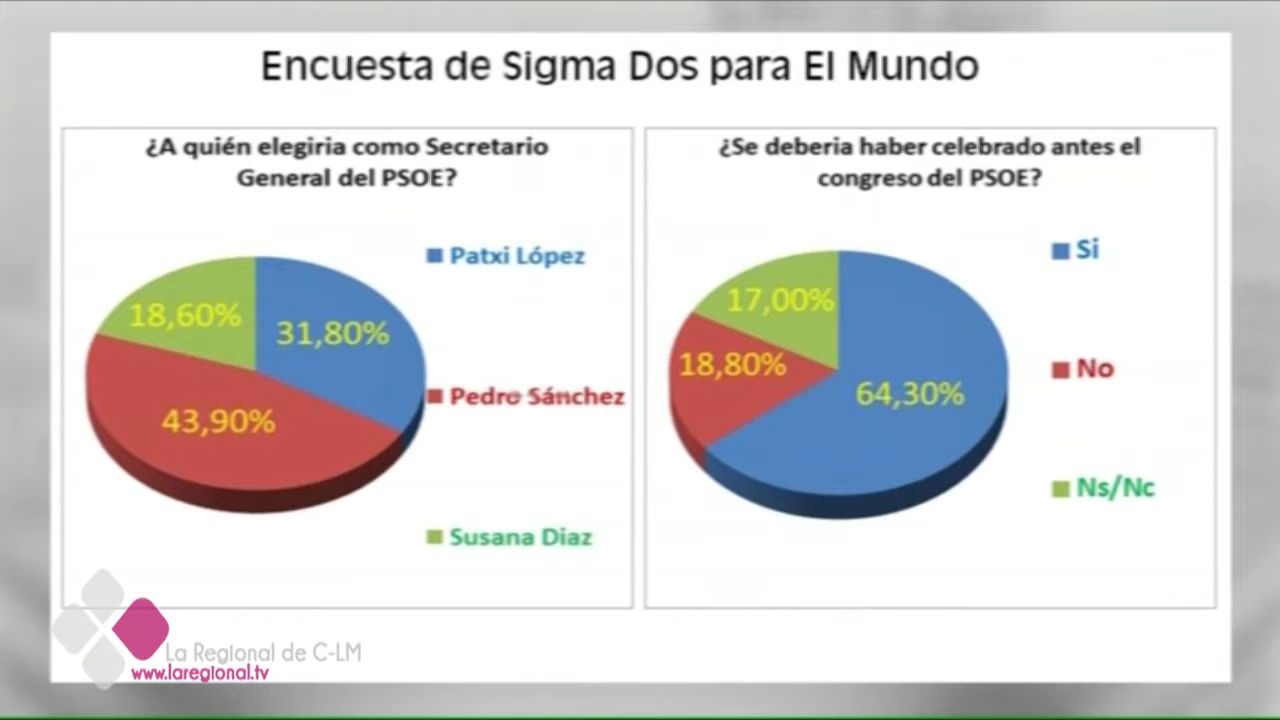 Encuesta de Sigma Dos para El Mundo
¿A quién elegiria como Secretario
General del PSOE?
Patxi López
18,60%
31,80%
Pedro Sánchez
43,90%
Susana Diaz
¿Se deberia haber celebrado antes el
congreso del PSOE?
Si
17,00%
18,80%
No
64,30%
Ns/Nc
La Regional de C-LM
www.laregional.tv